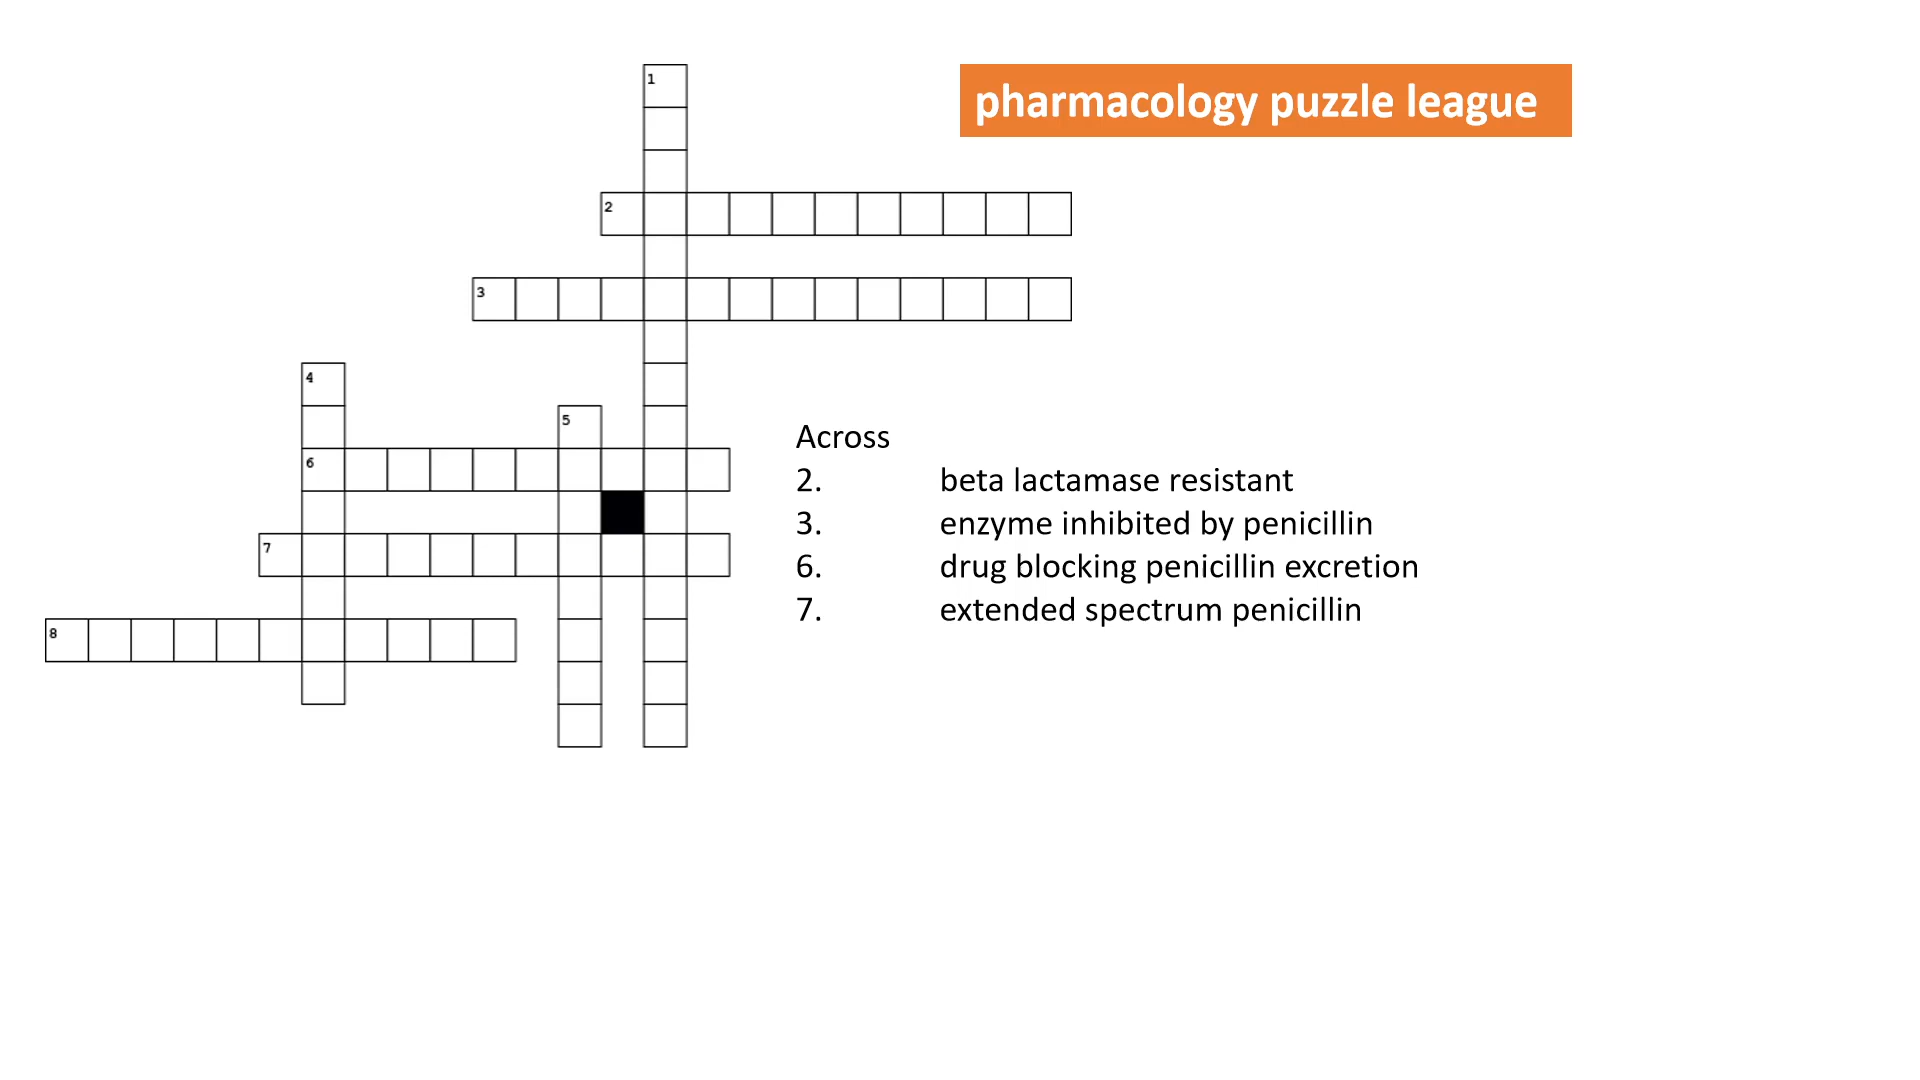 1
pharmacology puzzle league
2
3
4
5
6
7
8
Across
2. beta lactamase resistant
3. enzyme inhibited by penicillin
6. drug blocking penicillin excretion
7. extended spectrum penicillin